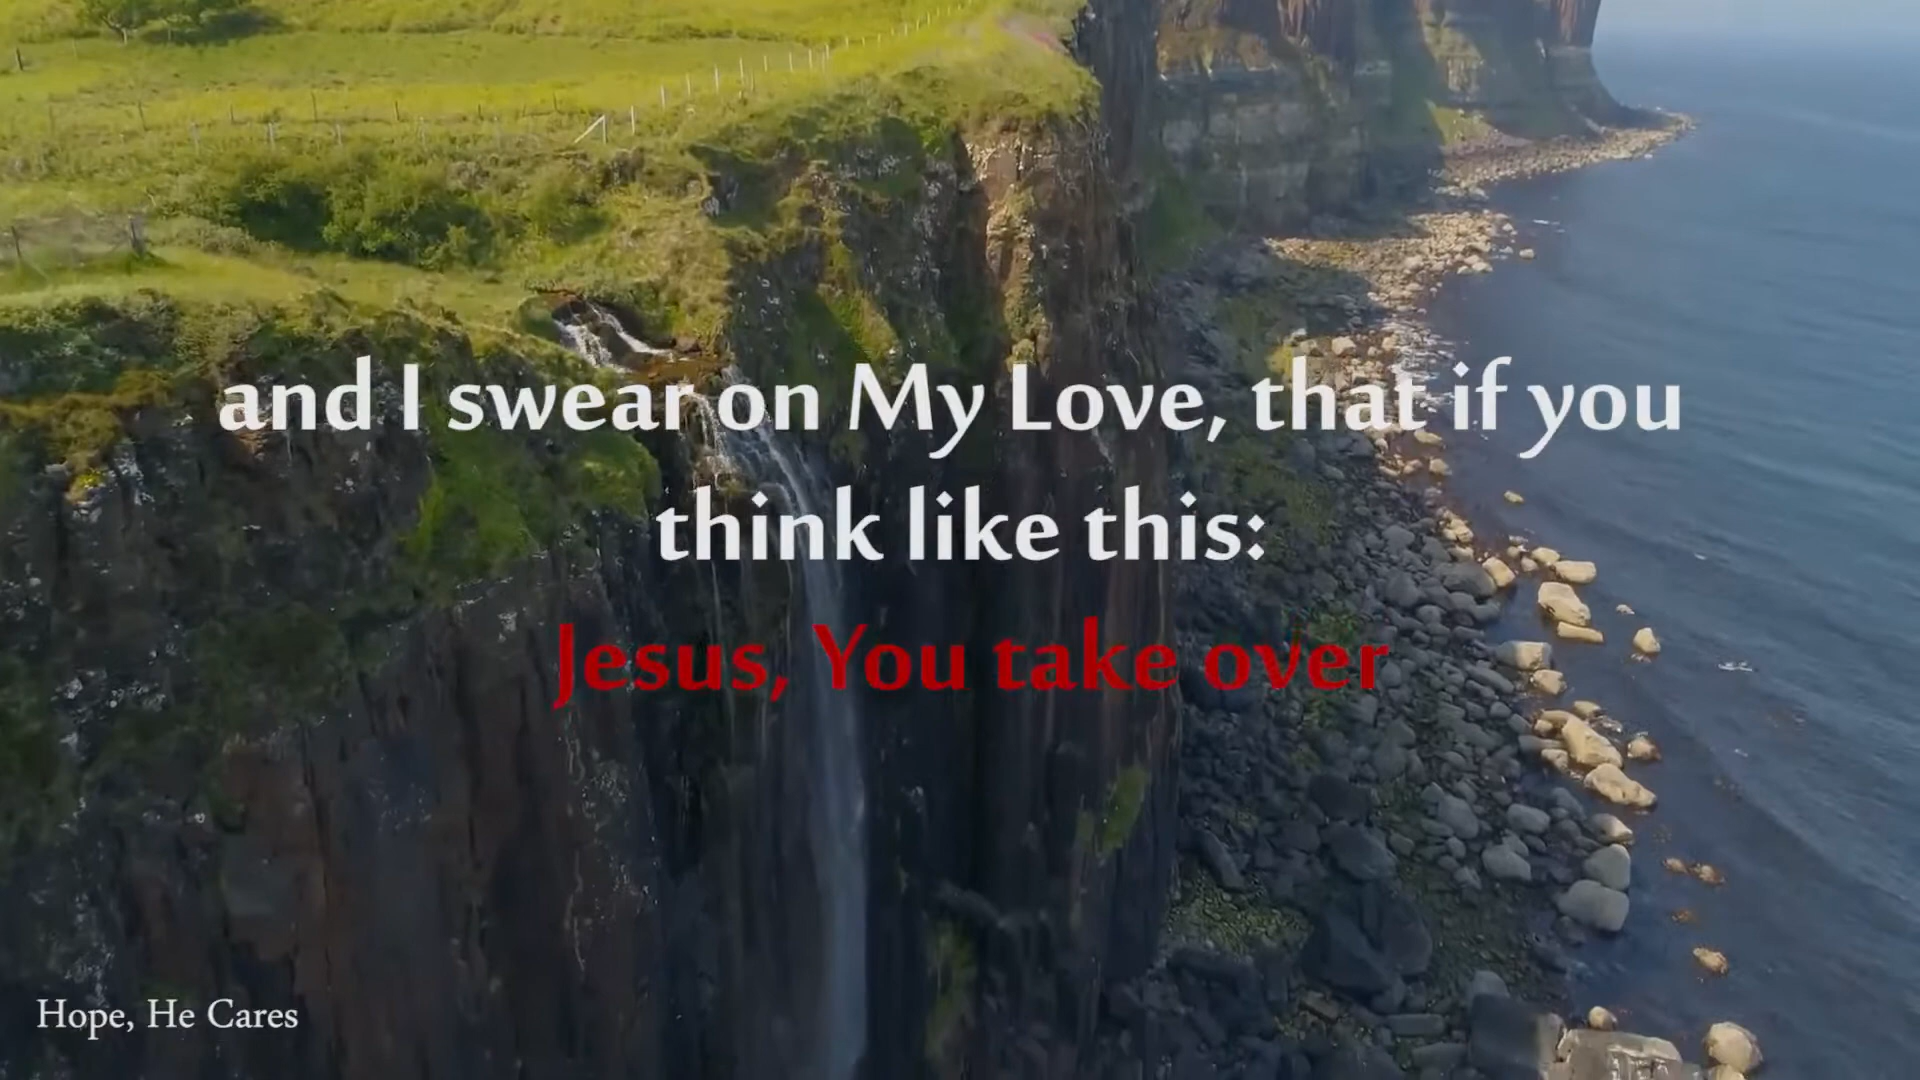 and I swear on My Love, that if you
think like this:
Jesus, You take over
Hope, He Cares